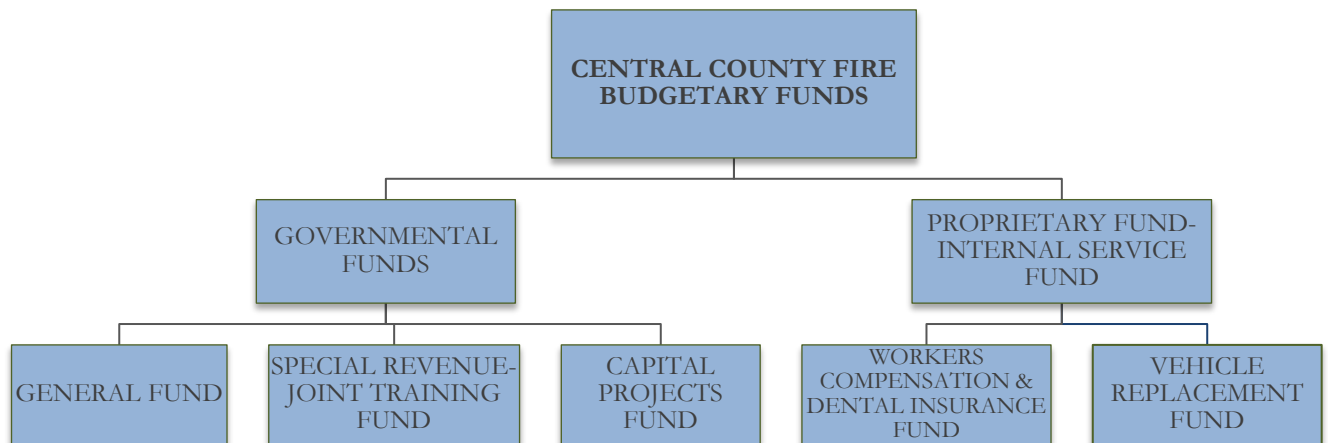 CENTRAL COUNTY FIRE
BUDGETARY FUNDS
GOVERNMENTAL
FUNDS
PROPRIETARY FUND-
INTERNAL SERVICE
FUND
GENERAL FUND
SPECIAL REVENUE-
JOINT TRAINING
FUND
CAPITAL
PROJECTS
FUND
WORKERS
COMPENSATION &
DENTAL INSURANCE
FUND
VEHICLE
REPLACEMENT
FUND